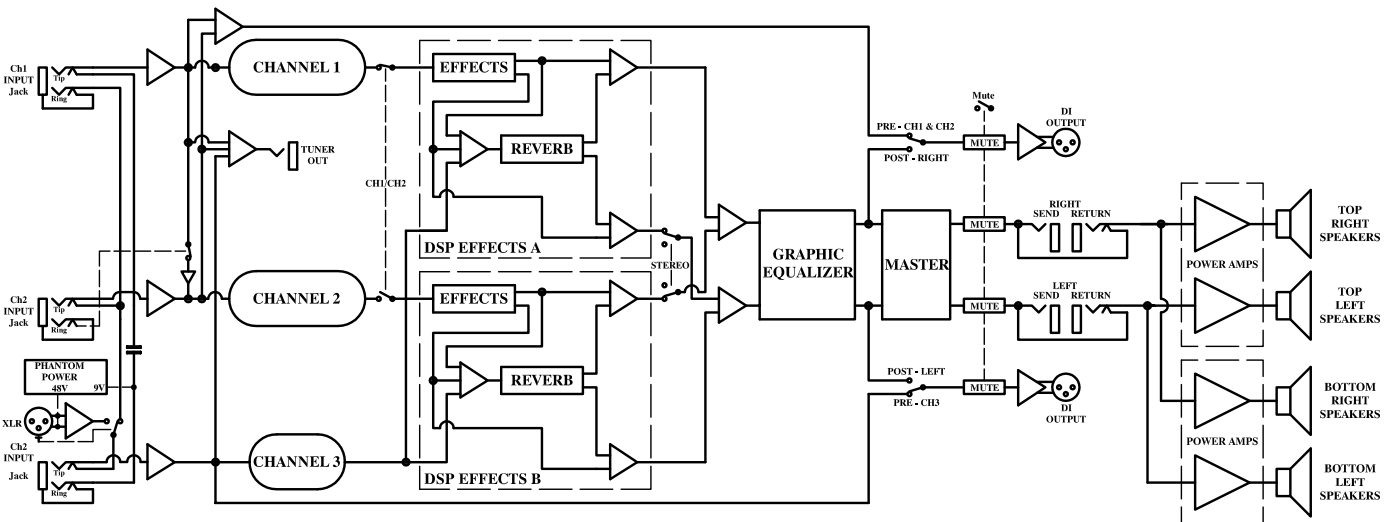 Ch1
INPUT
Jack
Tip
Ring
CHANNEL 1
TUNER
OUT
CH1/CH2
EFFECTS
REVERB
DSP EFFECTS A
Ch2
INPUT
Jack
Tip
Ring
CHANNEL 2
EFFECTS
REVERB
DSP EFFECTS B
STEREO
PHANTOM
POWER
48V 9V
XLR
Ch2
INPUT
Jack
Tip
Ring
CHANNEL 3
GRAPHIC
EQUALIZER
MASTER
PRE - CH1 & CH2
POST - RIGHT
Mute
MUTE
DI
OUTPUT
MUTE
RIGHT
SEND RETURN
MUTE
LEFT
SEND RETURN
POST - LEFT
PRE - CH3
MUTE
DI
OUTPUT
POWER AMPS
TOP
RIGHT
SPEAKERS
TOP
LEFT
SPEAKERS
POWER AMPS
BOTTOM
RIGHT
SPEAKERS
BOTTOM
LEFT
SPEAKERS